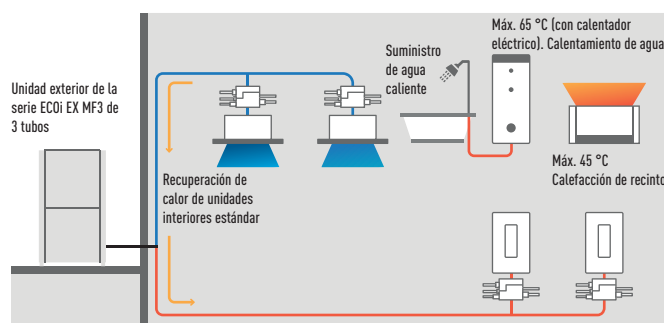 Unidad exterior de la
serie ECOi EX MF3 de
3 tubos
Recuperación de
calor de unidades
interiores estándar
Suministro
de agua
caliente
Máx. 65 °C (con calentador
eléctrico). Calentamiento de agua
Máx. 45 °C
Calefacción de recinto